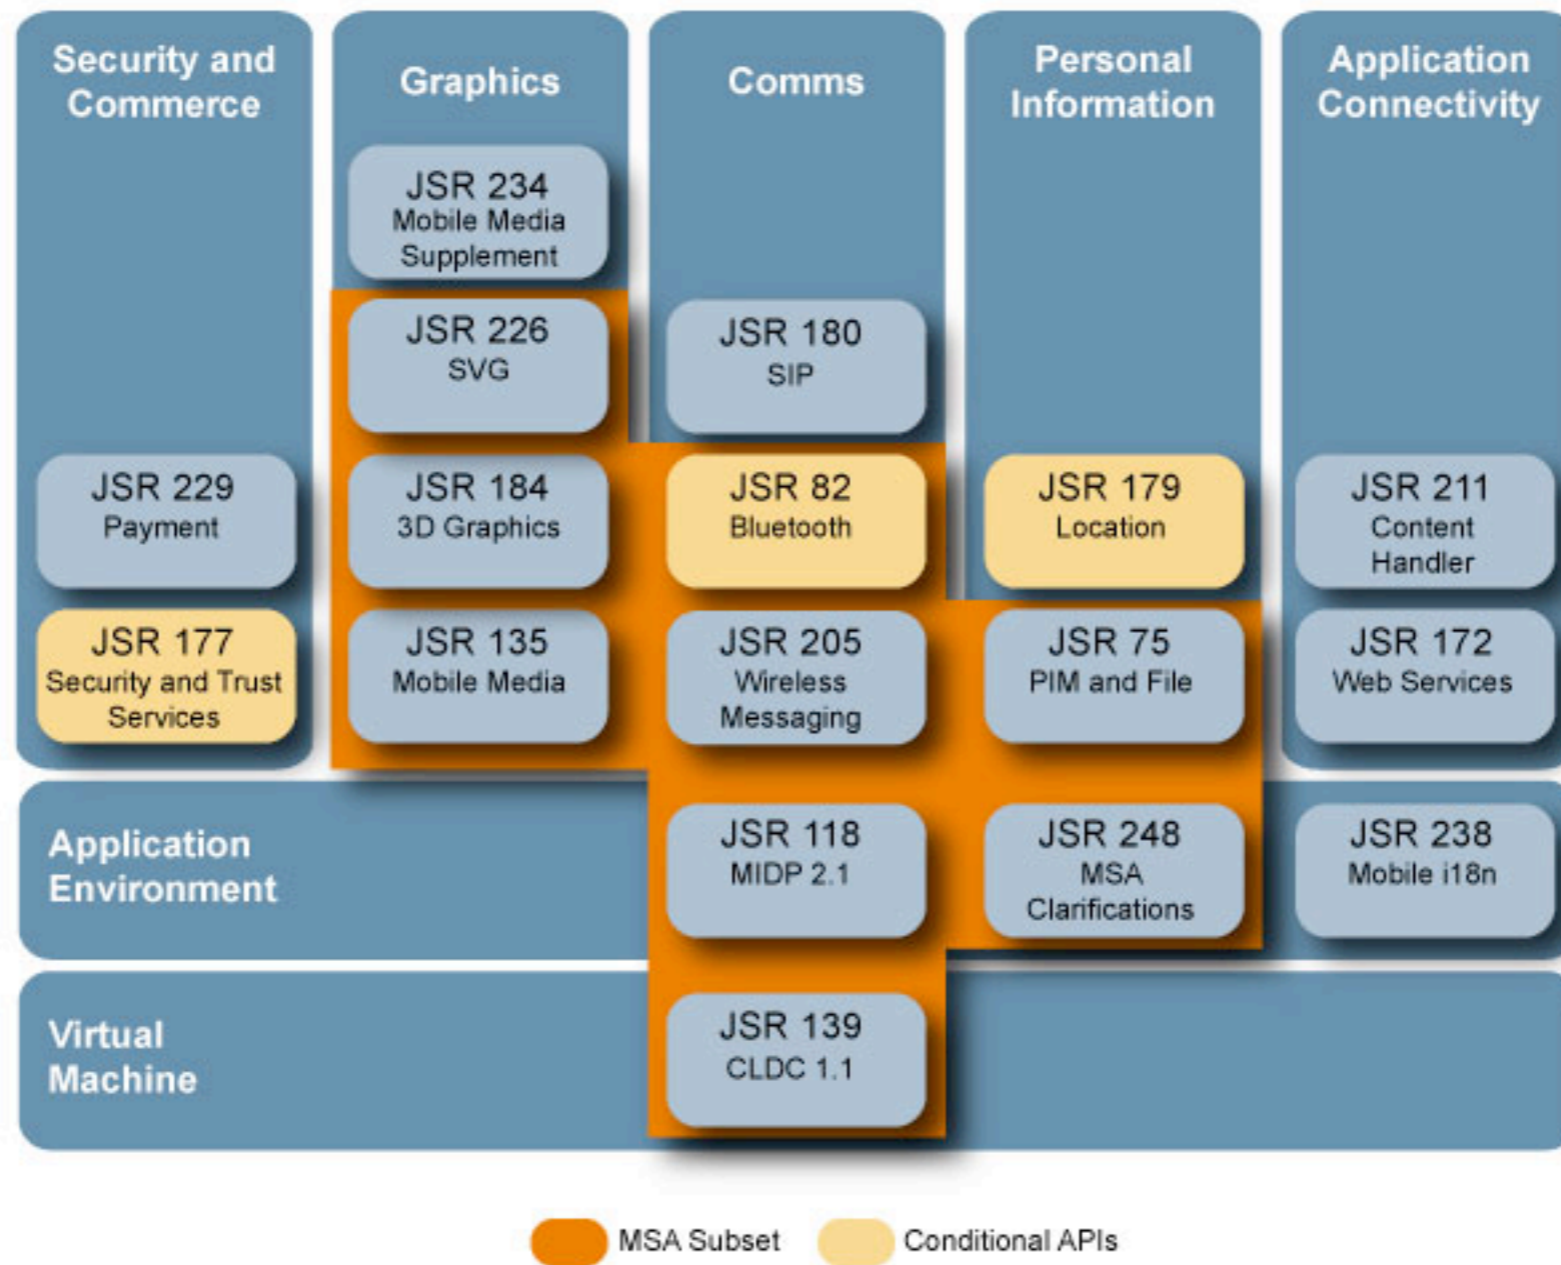 Security and
Commerce
Graphics
Comms
Personal
Information
Application
Connectivity
JSR 234
Mobile Media
Supplement
JSR 226
SVG
JSR 180
SIP
JSR 229
Payment
JSR 184
3D Graphics
JSR 82
Bluetooth
JSR 179
Location
JSR 211
Content
Handler
JSR 177
Security and Trust
Services
JSR 135
Mobile Media
JSR 205
Wireless
Messaging
JSR 75
PIM and File
JSR 172
Web Services
Application
Environment
JSR 118
MIDP 2.1
JSR 248
MSA
Clarifications
JSR 238
Mobile i18n
Virtual
Machine
JSR 139
CLDC 1.1
MSA Subset
Conditional APIs